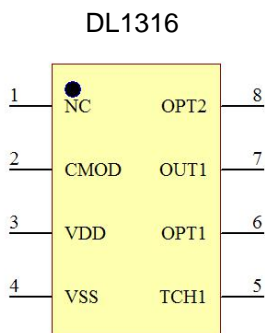 DL1316
1 NC OPT2 8
2 CMOD OUT1 7
3 VDD OPT1 6
4 VSS TCH1 5